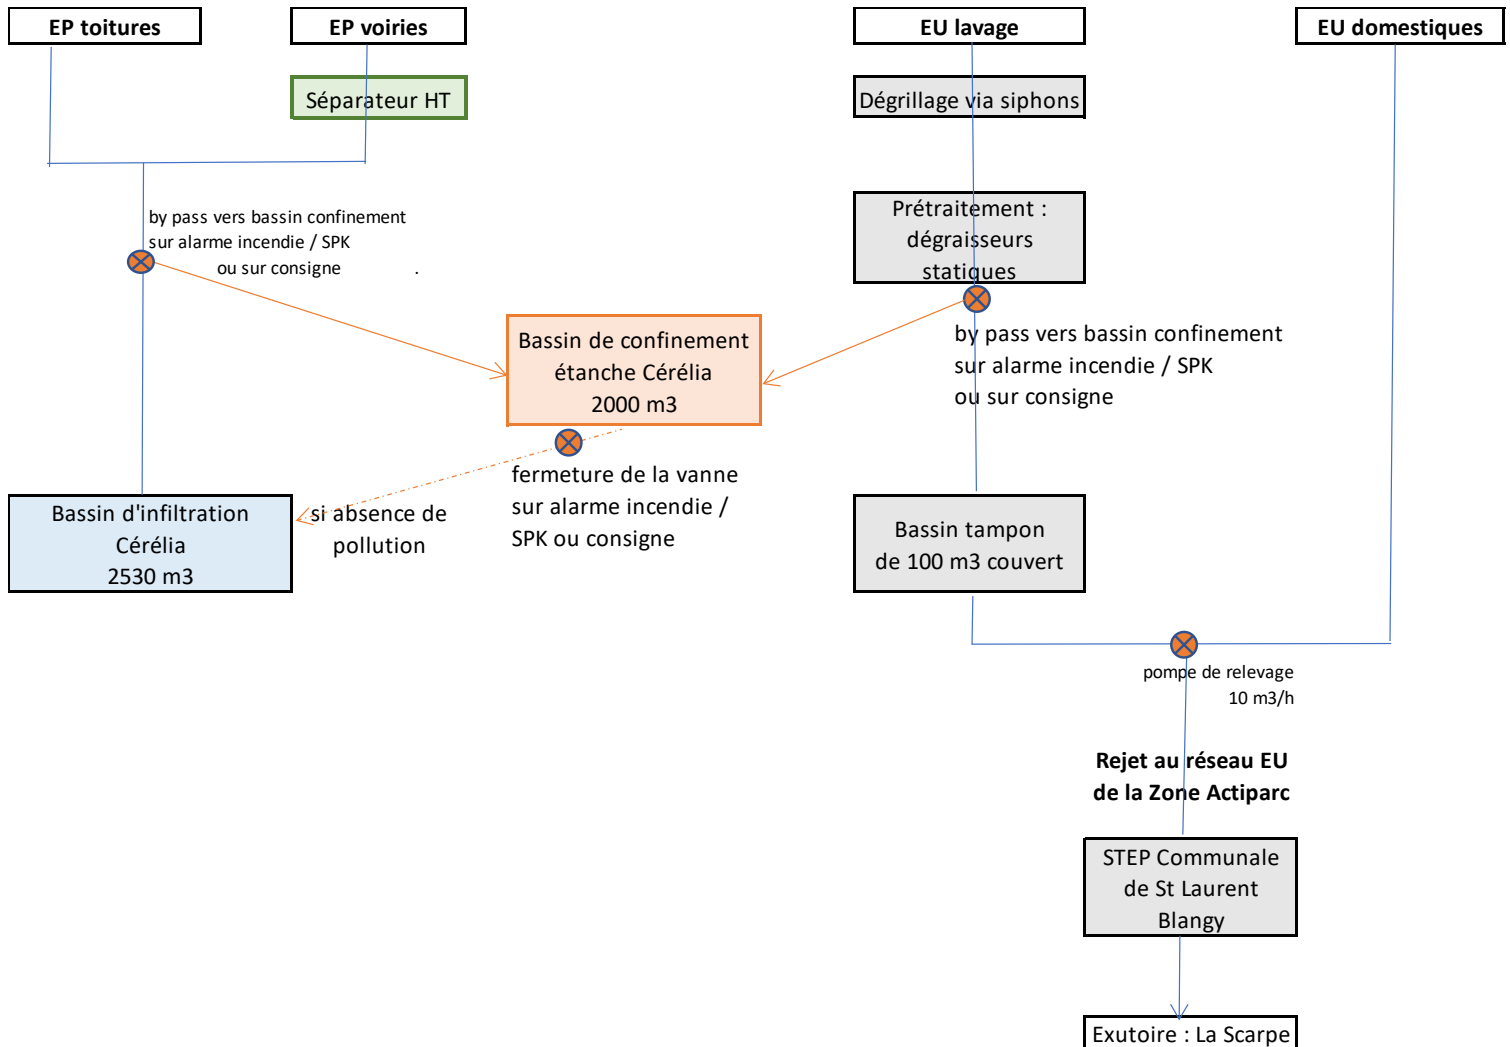 EP toitures
EP voiries
EU lavage
EU domestiques
Séparateur HT
Dégrillage via siphons
by pass vers bassin confinement
sur alarme incendie / SPK
ou sur consigne .
Prétraitement :
dégraisseurs
statiques
Bassin de confinement
étanche Cérélia
2000 m3
by pass vers bassin confinement
sur alarme incendie / SPK
ou sur consigne
fermeture de la vanne
sur alarme incendie /
SPK ou consigne
Bassin d'infiltration
Cérélia
2530 m3
si absence de
pollution
Bassin tampon
de 100 m3 couvert
pompe de relevage
10 m3/h
Rejet au réseau EU
de la Zone Actiparc
STEP Communale
de St Laurent
Blangy
Exutoire : La Scarpe